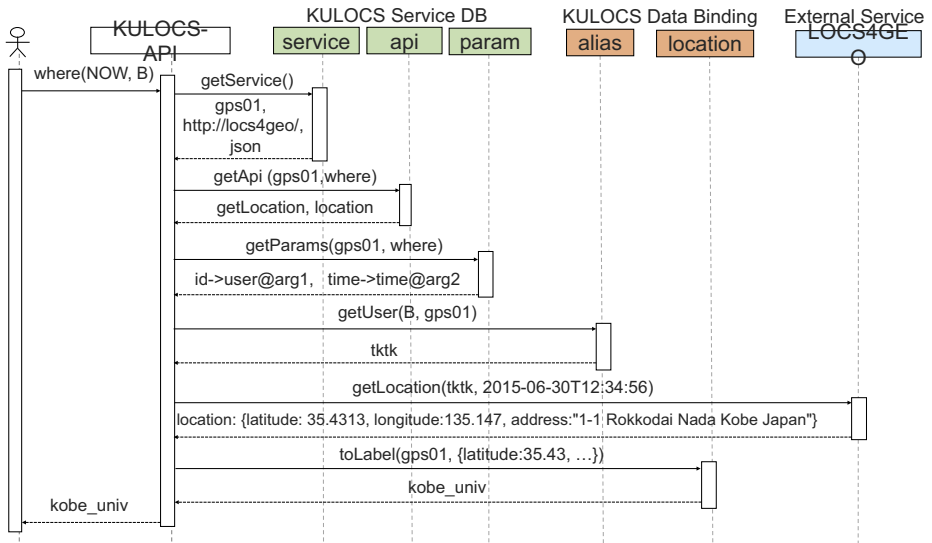 KULOCS Service DB
KULOCS Data Binding
External Service
KULOCS-
API
service
api
param
alias
location
LOCS4GE
O
where(NOW, B)
getService()
gps01,
http://locs4geo/,
json
getApi (gps01,where)
getLocation, location
getParams(gps01, where)
id->user@arg1, time->time@arg2
getUser(B, gps01)
tktk
getLocation(tktk, 2015-06-30T12:34:56)
location: {latitude: 35.4313, longitude:135.147, address:"1-1 Rokkodai Nada Kobe Japan"}
toLabel(gps01, {latitude:35.43, …})
kobe_univ
kobe_univ